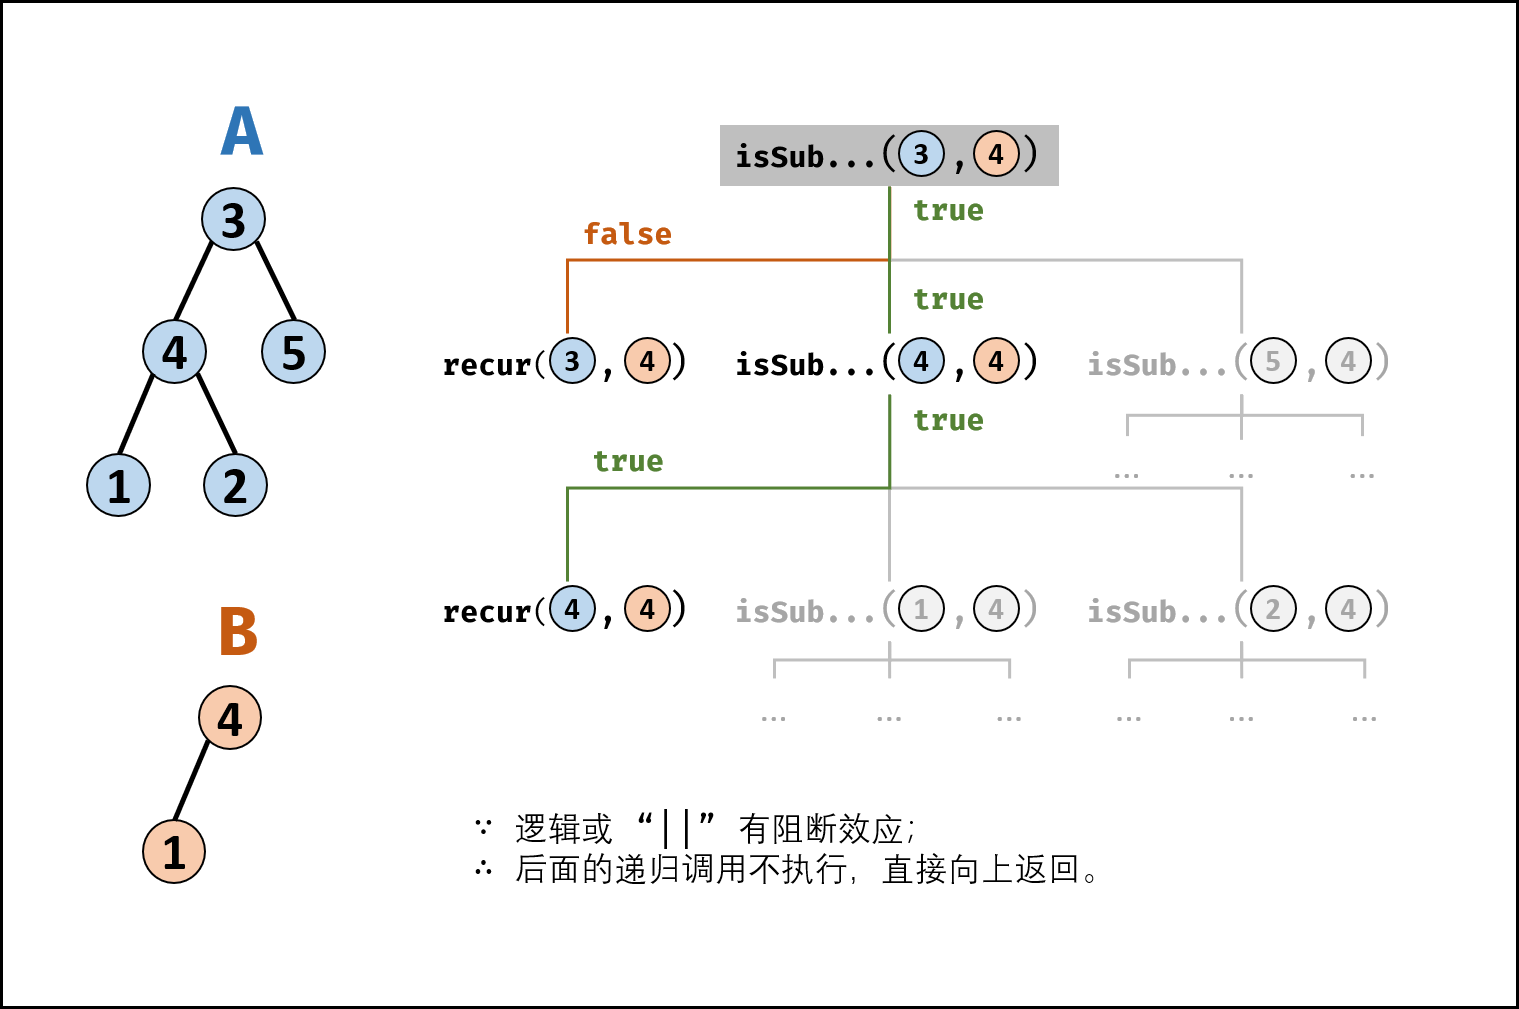 A
3
4 5
1 2
B
4
1
isSub...(3,4)
true
false
true
recur(3,4) isSub...(4,4) isSub...(5,4)
true
true
... ... ...
recur(4,4) isSub...(1,4) isSub...(2,4)
... ... ... ... ... ...
∵ 逻辑或 “||” 有阻断效应;
∴ 后面的递归调用不执行, 直接向上返回。